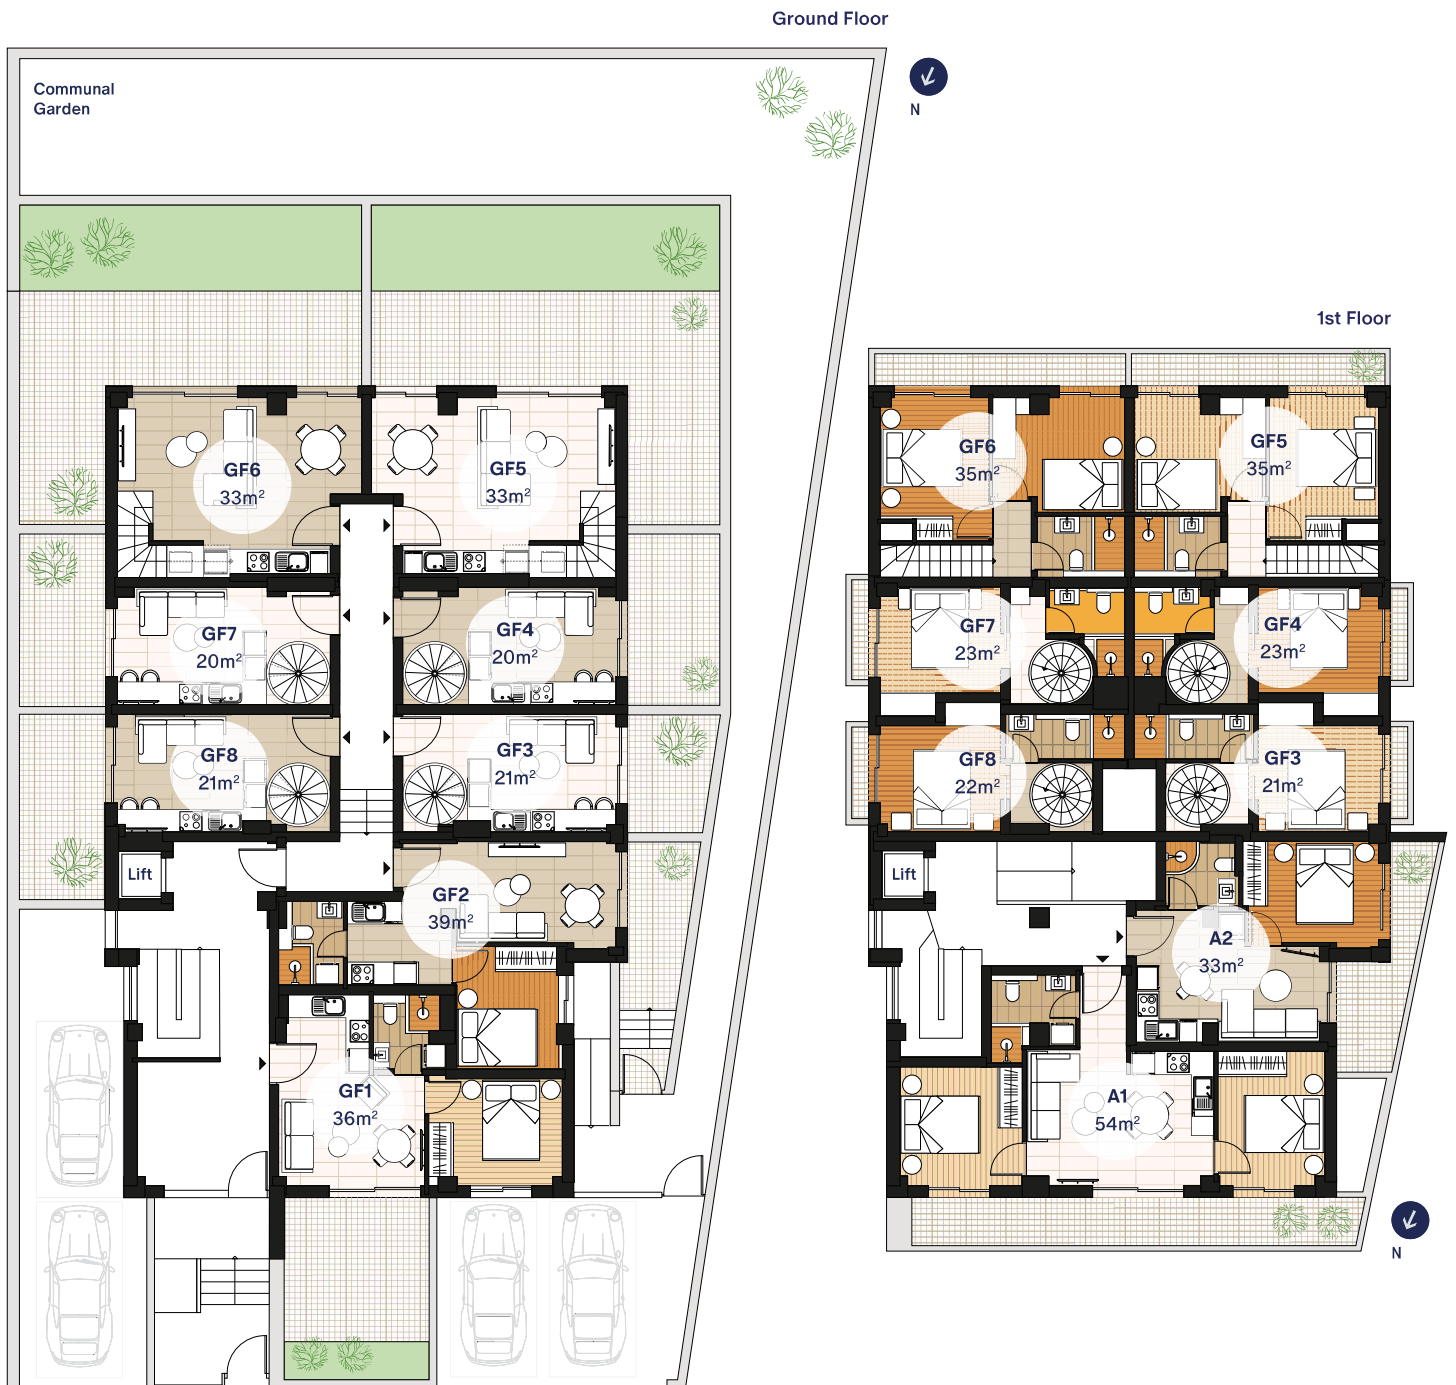 Ground Floor
Communal
Garden
N
GF6
33m²
GF5
33m²
GF7
20m²
GF4
20m²
GF8
21m²
GF3
21m²
Lift
GF2
39m²
GF1
36m²
1st Floor
GF6
35m²
GF5
35m²
GF7
23m²
GF4
23m²
GF8
22m²
GF3
21m²
Lift
A2
33m²
A1
54m²
N